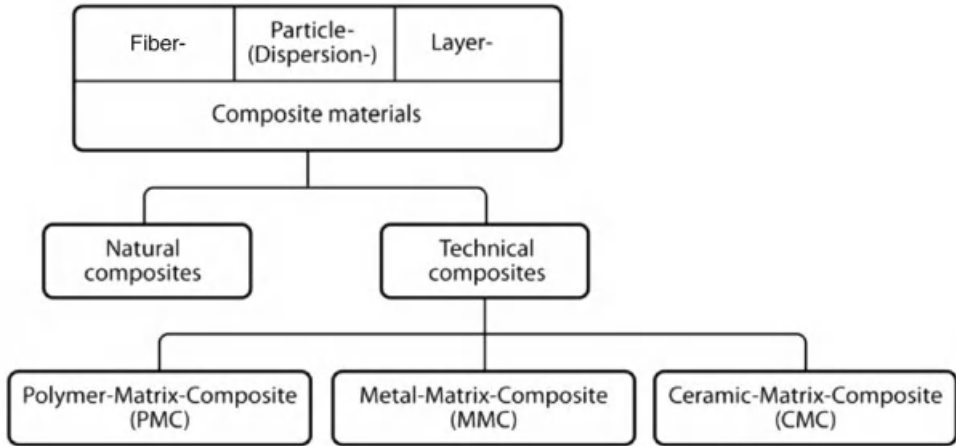 Fiber-
Particle-
(Dispersion-)
Layer-
Composite materials
Natural
composites
Technical
composites
Polymer-Matrix-Composite
(PMC)
Metal-Matrix-Composite
(MMC)
Ceramic-Matrix-Composite
(CMC)